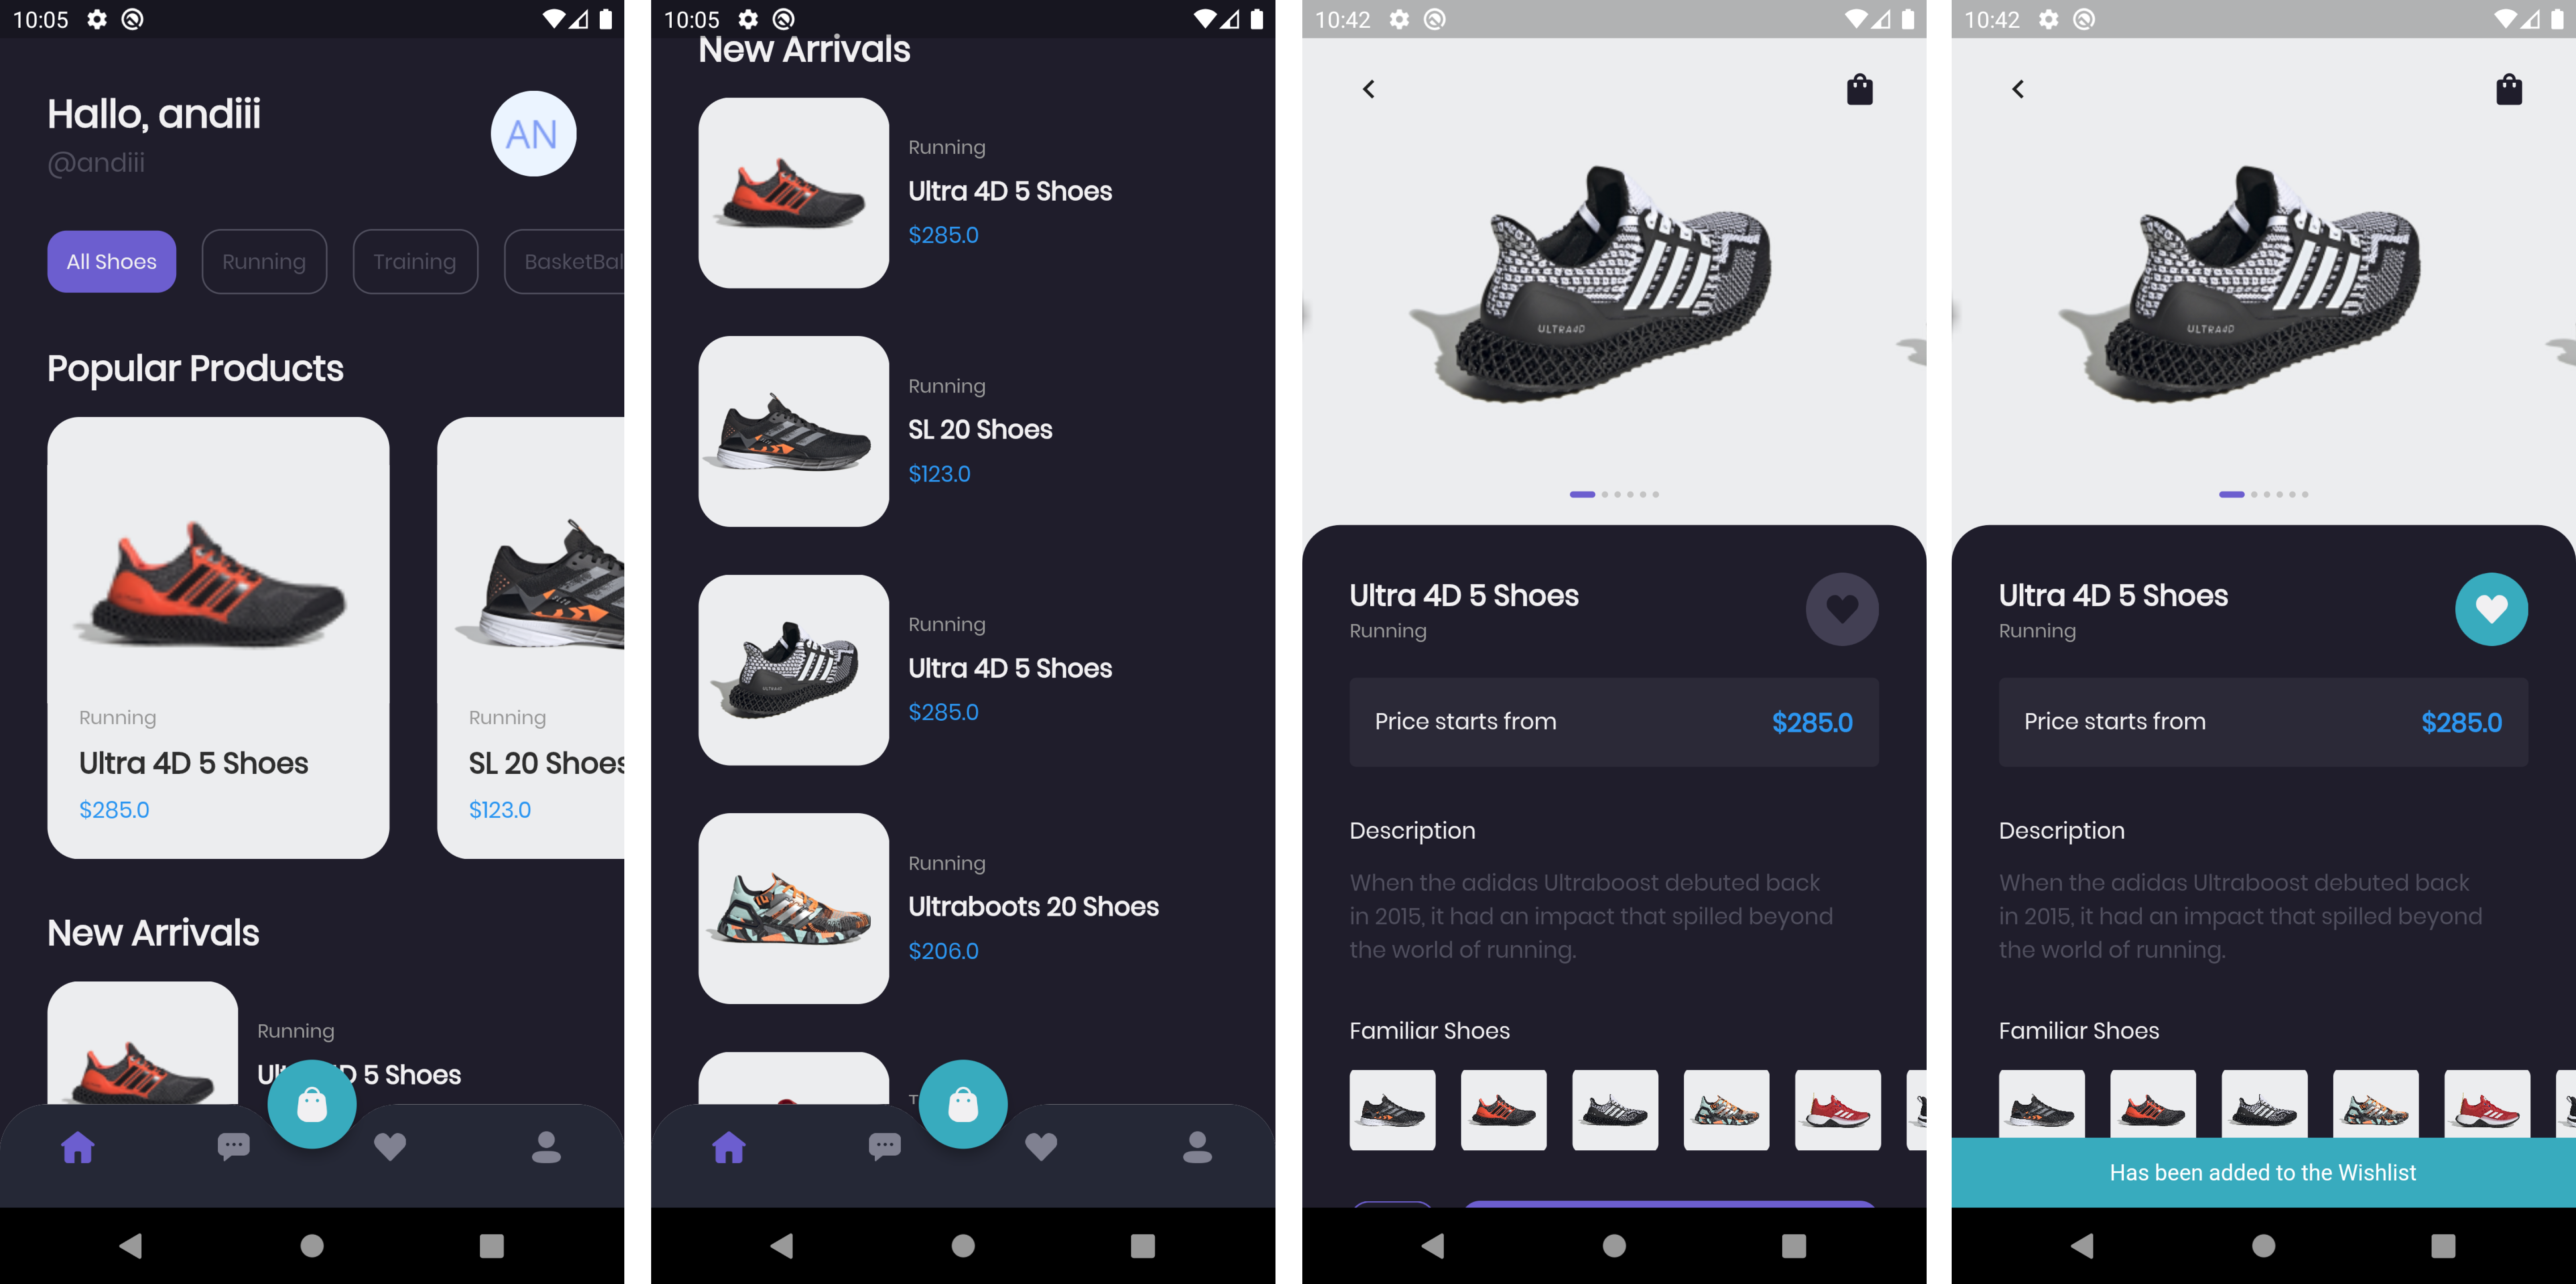 10:05
Hallo, andiii
@andiii
AN
All Shoes
Running
Training
BasketBal
Popular Products
Running
Ultra 4D 5 Shoes
$285.0
Running
SL 20 Shoes
$123.0
New Arrivals
Running
Ul D 5 Shoes
10:05
New Arrivals
Running
Ultra 4D 5 Shoes
$285.0
Running
SL 20 Shoes
$123.0
Running
Ultra 4D 5 Shoes
$285.0
Running
Ultraboots 20 Shoes
$206.0
T
10:42
ULTRA4D
Ultra 4D 5 Shoes
Running
Price starts from
$285.0
Description
When the adidas Ultraboost debuted back
in 2015, it had an impact that spilled beyond
the world of running.
Familiar Shoes
10:42
ULTRA4D
Ultra 4D 5 Shoes
Running
Price starts from
$285.0
Description
When the adidas Ultraboost debuted back
in 2015, it had an impact that spilled beyond
the world of running.
Familiar Shoes
Has been added to the Wishlist